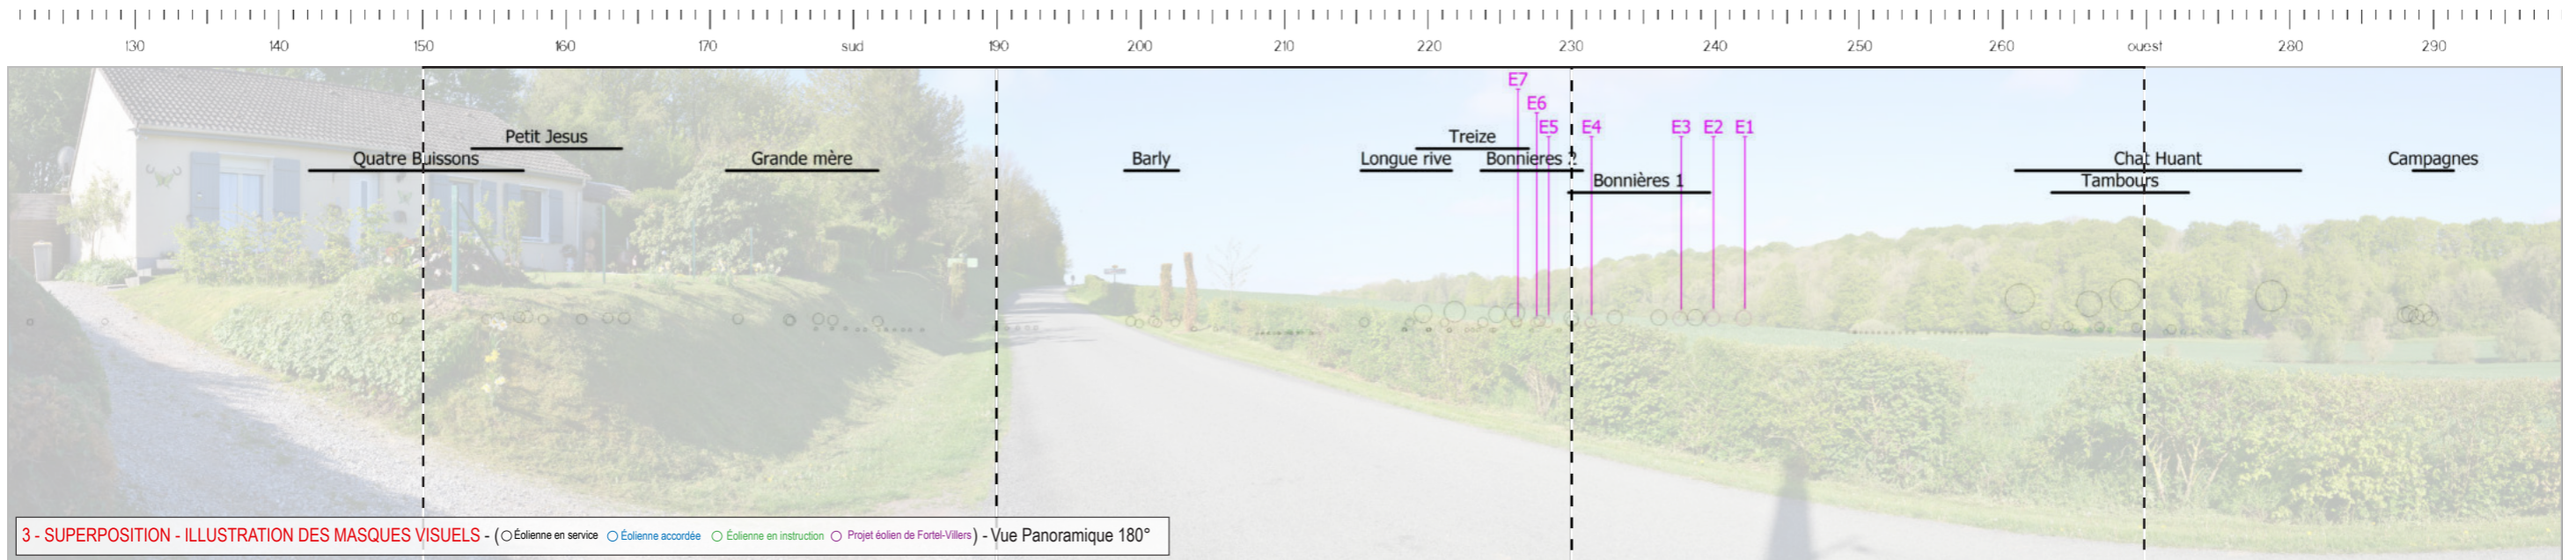 130 140 150 160 170 sud 190 200 210 220 230 240 250 260 ouest 280 290
E7
E6
E5 E4 E3 E2 E1
Petit Jesus Treize
Quatre Buissons Grande mère Barly Longue rive Bonnieres 2 Chat Huant Campagnes
Bonnières 1 Tambours
3 - SUPERPOSITION - ILLUSTRATION DES MASQUES VISUELS - (Éolienne en service Éolienne accordée Éolienne en instruction Projet éolien de Fortel-Villers) - Vue Panoramique 180°